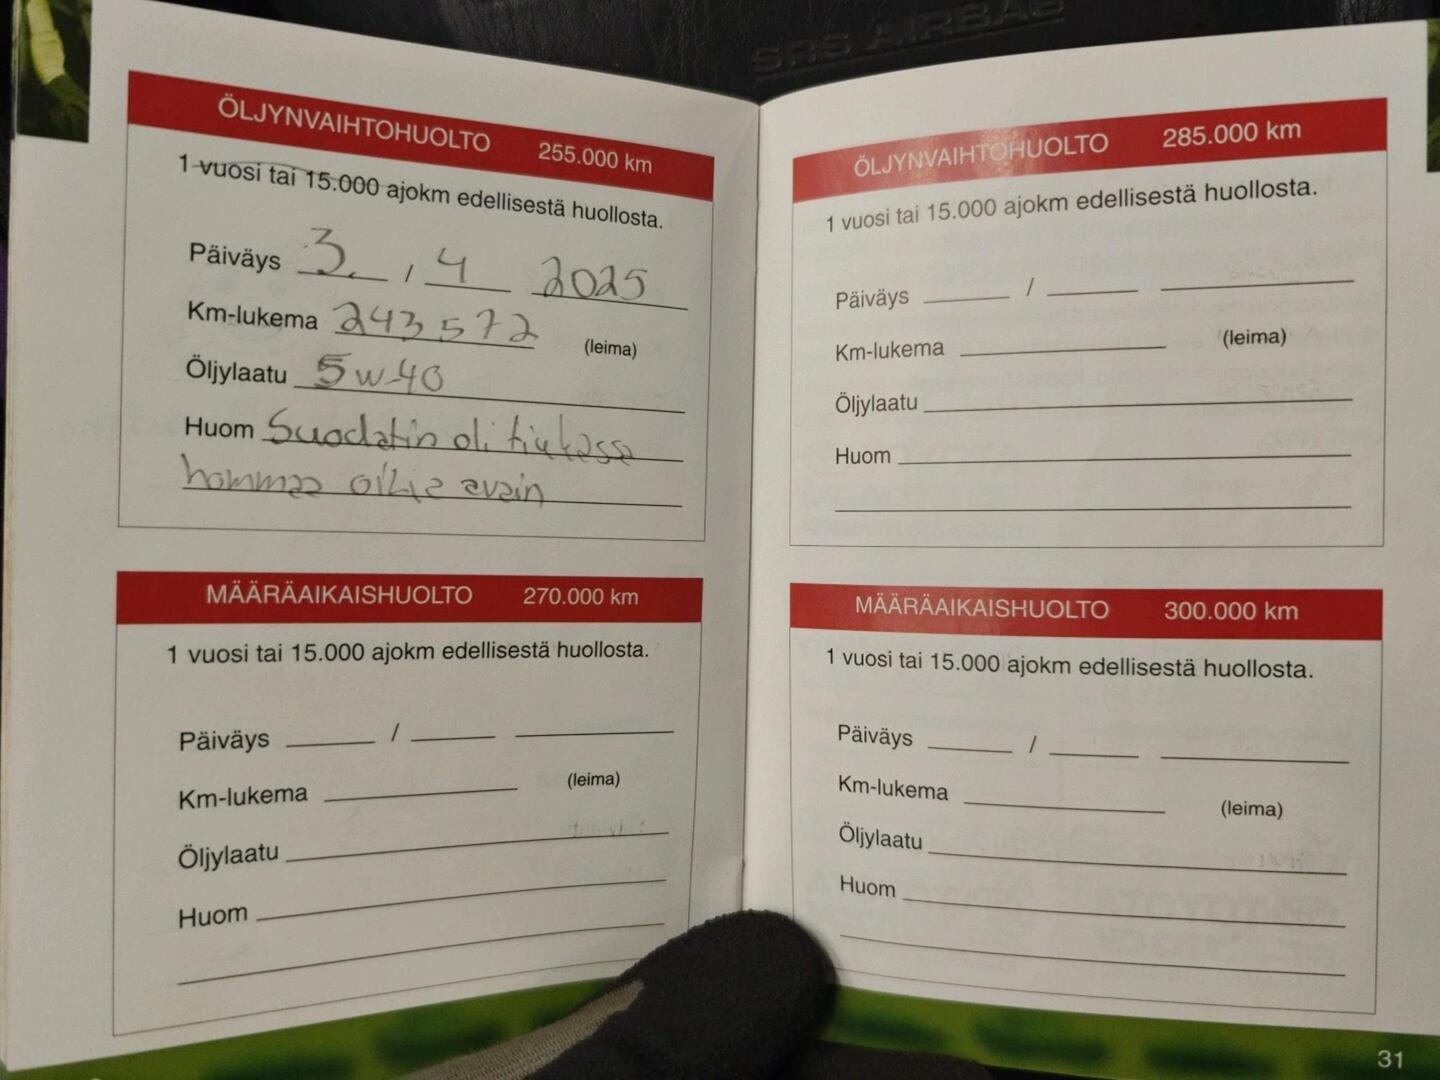 SRS AIRBAG
ÖLJYNVAIHTOHUOLTO 255.000 km
1 vuosi tai 15.000 ajokm edellisestä huollosta.
Päiväys 3. / 4 2025
Km-lukema 243572
(leima)
Öljylaatu 5w-40
Huom Suodatin oli tiukassa
hommaa oikia avain
MÄÄRÄAIKAISHUOLTO 270.000 km
1 vuosi tai 15.000 ajokm edellisestä huollosta.
Päiväys /
(leima)
Km-lukema
Öljylaatu
Huom
ÖLJYNVAIHTOHUOLTO 285.000 km
1 vuosi tai 15.000 ajokm edellisestä huollosta.
Päiväys /
Km-lukema (leima)
Öljylaatu
Huom
MÄÄRÄAIKAISHUOLTO 300.000 km
1 vuosi tai 15.000 ajokm edellisestä huollosta.
Päiväys /
Km-lukema (leima)
Öljylaatu
Huom
31